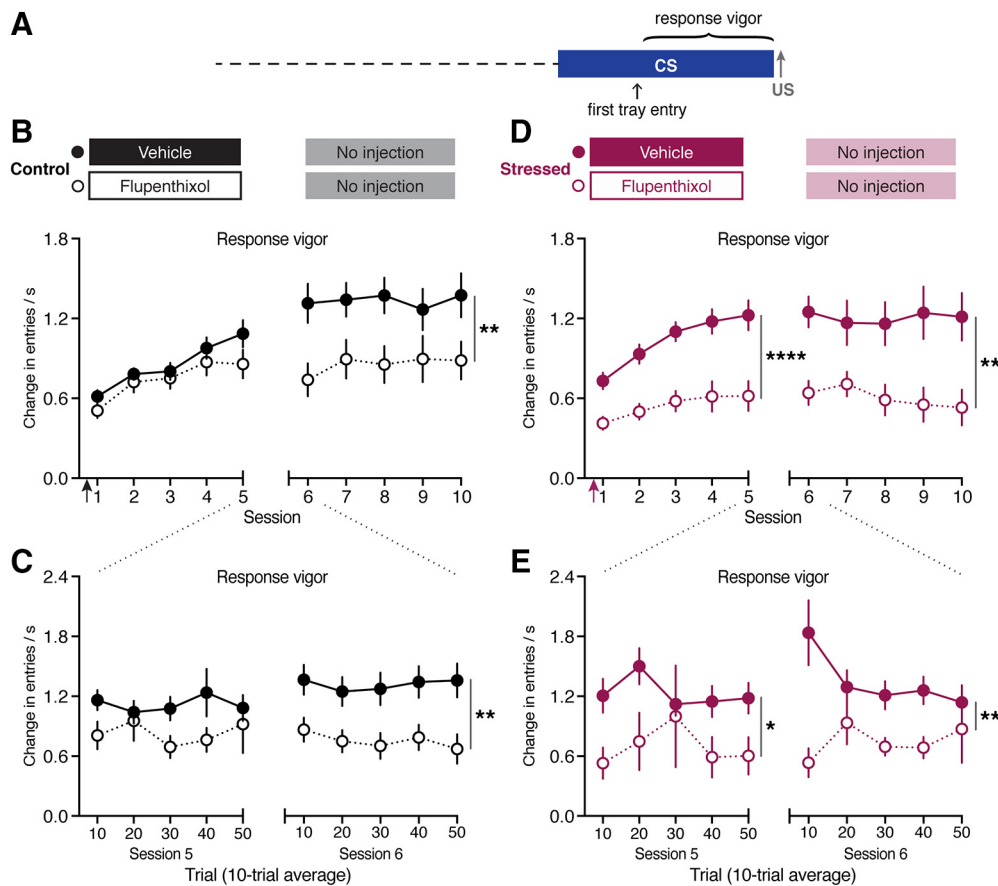 A
response vigor
CS
US
first tray entry
B
Control
Vehicle
No injection
Flupenthixol
No injection
Response vigor
Change in entries / s
1.8
1.2
0.6
0.0
**
1 2 3 4 5 6 7 8 9 10
Session
C
Response vigor
Change in entries / s
2.4
1.8
1.2
0.6
0.0
**
10 20 30 40 50 10 20 30 40 50
Session 5 Session 6
Trial (10-trial average)
D
Stressed
Vehicle
No injection
Flupenthixol
No injection
Response vigor
Change in entries / s
1.8
1.2
0.6
0.0
****
**
1 2 3 4 5 6 7 8 9 10
Session
E
Response vigor
Change in entries / s
2.4
1.8
1.2
0.6
0.0
*
**
10 20 30 40 50 10 20 30 40 50
Session 5 Session 6
Trial (10-trial average)